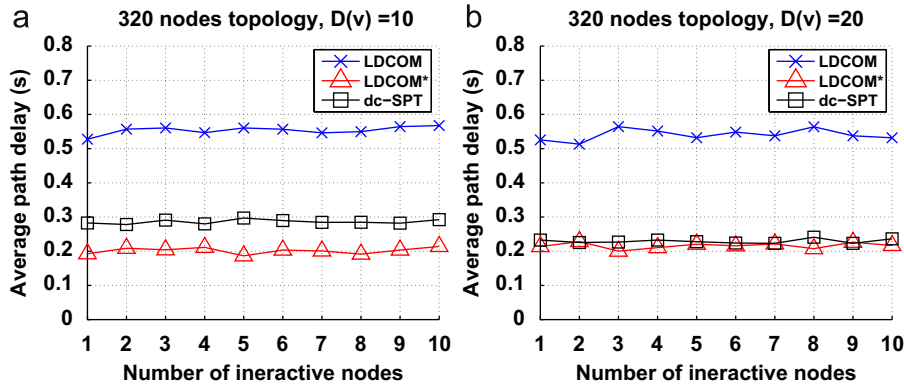 a
320 nodes topology, D(v) =10
Average path delay (s)
0.8
0.7
0.6
0.5
0.4
0.3
0.2
0.1
0
LDCOM
LDCOM*
dc-SPT
1 2 3 4 5 6 7 8 9 10
Number of ineractive nodes
b
320 nodes topology, D(v) =20
Average path delay (s)
0.8
0.7
0.6
0.5
0.4
0.3
0.2
0.1
0
LDCOM
LDCOM*
dc-SPT
1 2 3 4 5 6 7 8 9 10
Number of ineractive nodes